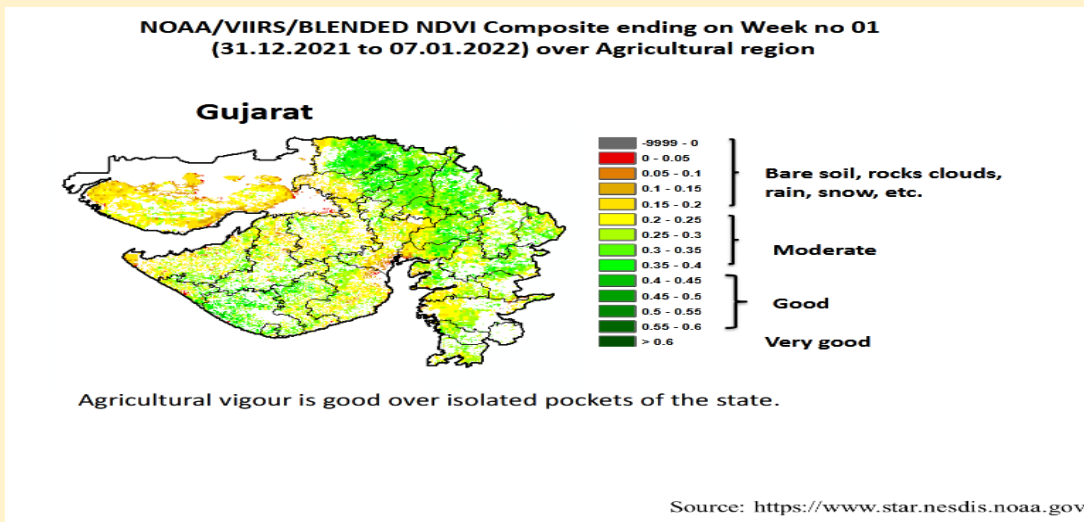 NOAA/VIIRS/BLENDED NDVI Composite ending on Week no 01
(31.12.2021 to 07.01.2022) over Agricultural region
Gujarat
-9999 - 0
0 - 0.05
0.05 - 0.1
0.1 - 0.15
0.15 - 0.2
0.2 - 0.25
0.25 - 0.3
0.3 - 0.35
0.35 - 0.4
0.4 - 0.45
0.45 - 0.5
0.5 - 0.55
0.55 - 0.6
> 0.6
Bare soil, rocks clouds,
rain, snow, etc.
Moderate
Good
Very good
Agricultural vigour is good over isolated pockets of the state.
Source: https://www.star.nesdis.noaa.gov